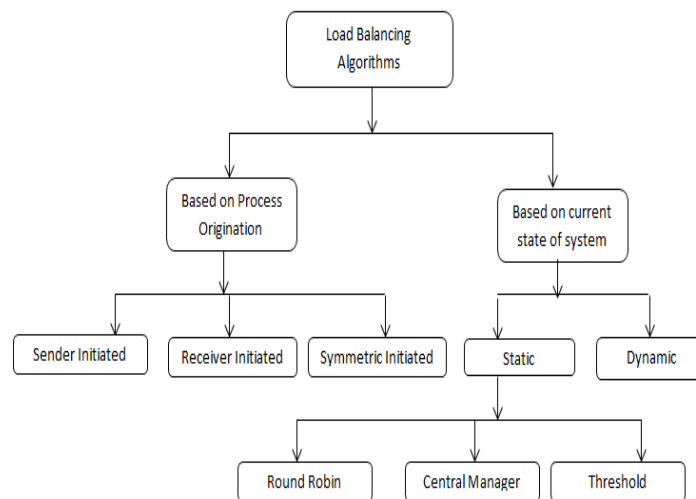 Load Balancing
Algorithms
Based on Process
Origination
Based on current
state of system
Sender Initiated
Receiver Initiated
Symmetric Initiated
Static
Dynamic
Round Robin
Central Manager
Threshold